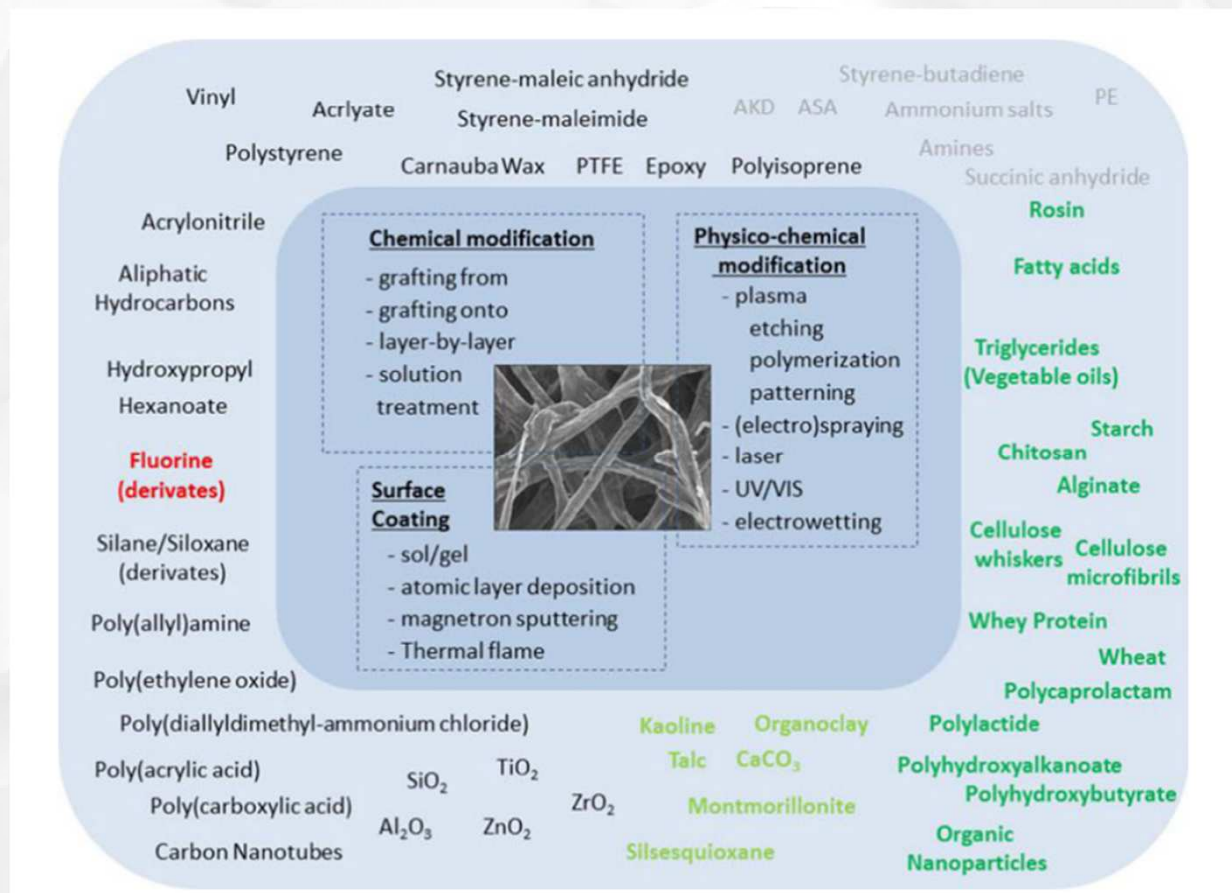 Vinyl
Acrlyate
Styrene-maleic anhydride
Styrene-maleimide
Styrene-butadiene
AKD ASA
Ammonium salts
PE
Polystyrene
Carnauba Wax PTFE Epoxy Polyisoprene
Amines
Succinic anhydride
Acrylonitrile
Aliphatic
Hydrocarbons
Hydroxypropyl
Hexanoate
Fluorine
(derivates)
Silane/Siloxane
(derivates)
Poly(allyl)amine
Poly(ethylene oxide)
Chemical modification
- grafting from
- grafting onto
- layer-by-layer
- solution
treatment
Physico-chemical
modification
- plasma
etching
polymerization
patterning
- (electro)spraying
- laser
- UV/VIS
- electrowetting
Surface
Coating
- sol/gel
- atomic layer deposition
- magnetron sputtering
- Thermal flame
Rosin
Fatty acids
Triglycerides
(Vegetable oils)
Starch
Chitosan
Alginate
Cellulose
whiskers
Cellulose
microfibrils
Whey Protein
Wheat
Polycaprolactam
Poly(diallyldimethyl-ammonium chloride)
Poly(acrylic acid)
Poly(carboxylic acid)
Carbon Nanotubes
SiO₂
TiO₂
ZrO₂
Al₂O₃
ZnO₂
Kaoline
Organoclay
Talc
CaCO₃
Montmorillonite
Silsesquioxane
Polylactide
Polyhydroxyalkanoate
Polyhydroxybutyrate
Organic
Nanoparticles